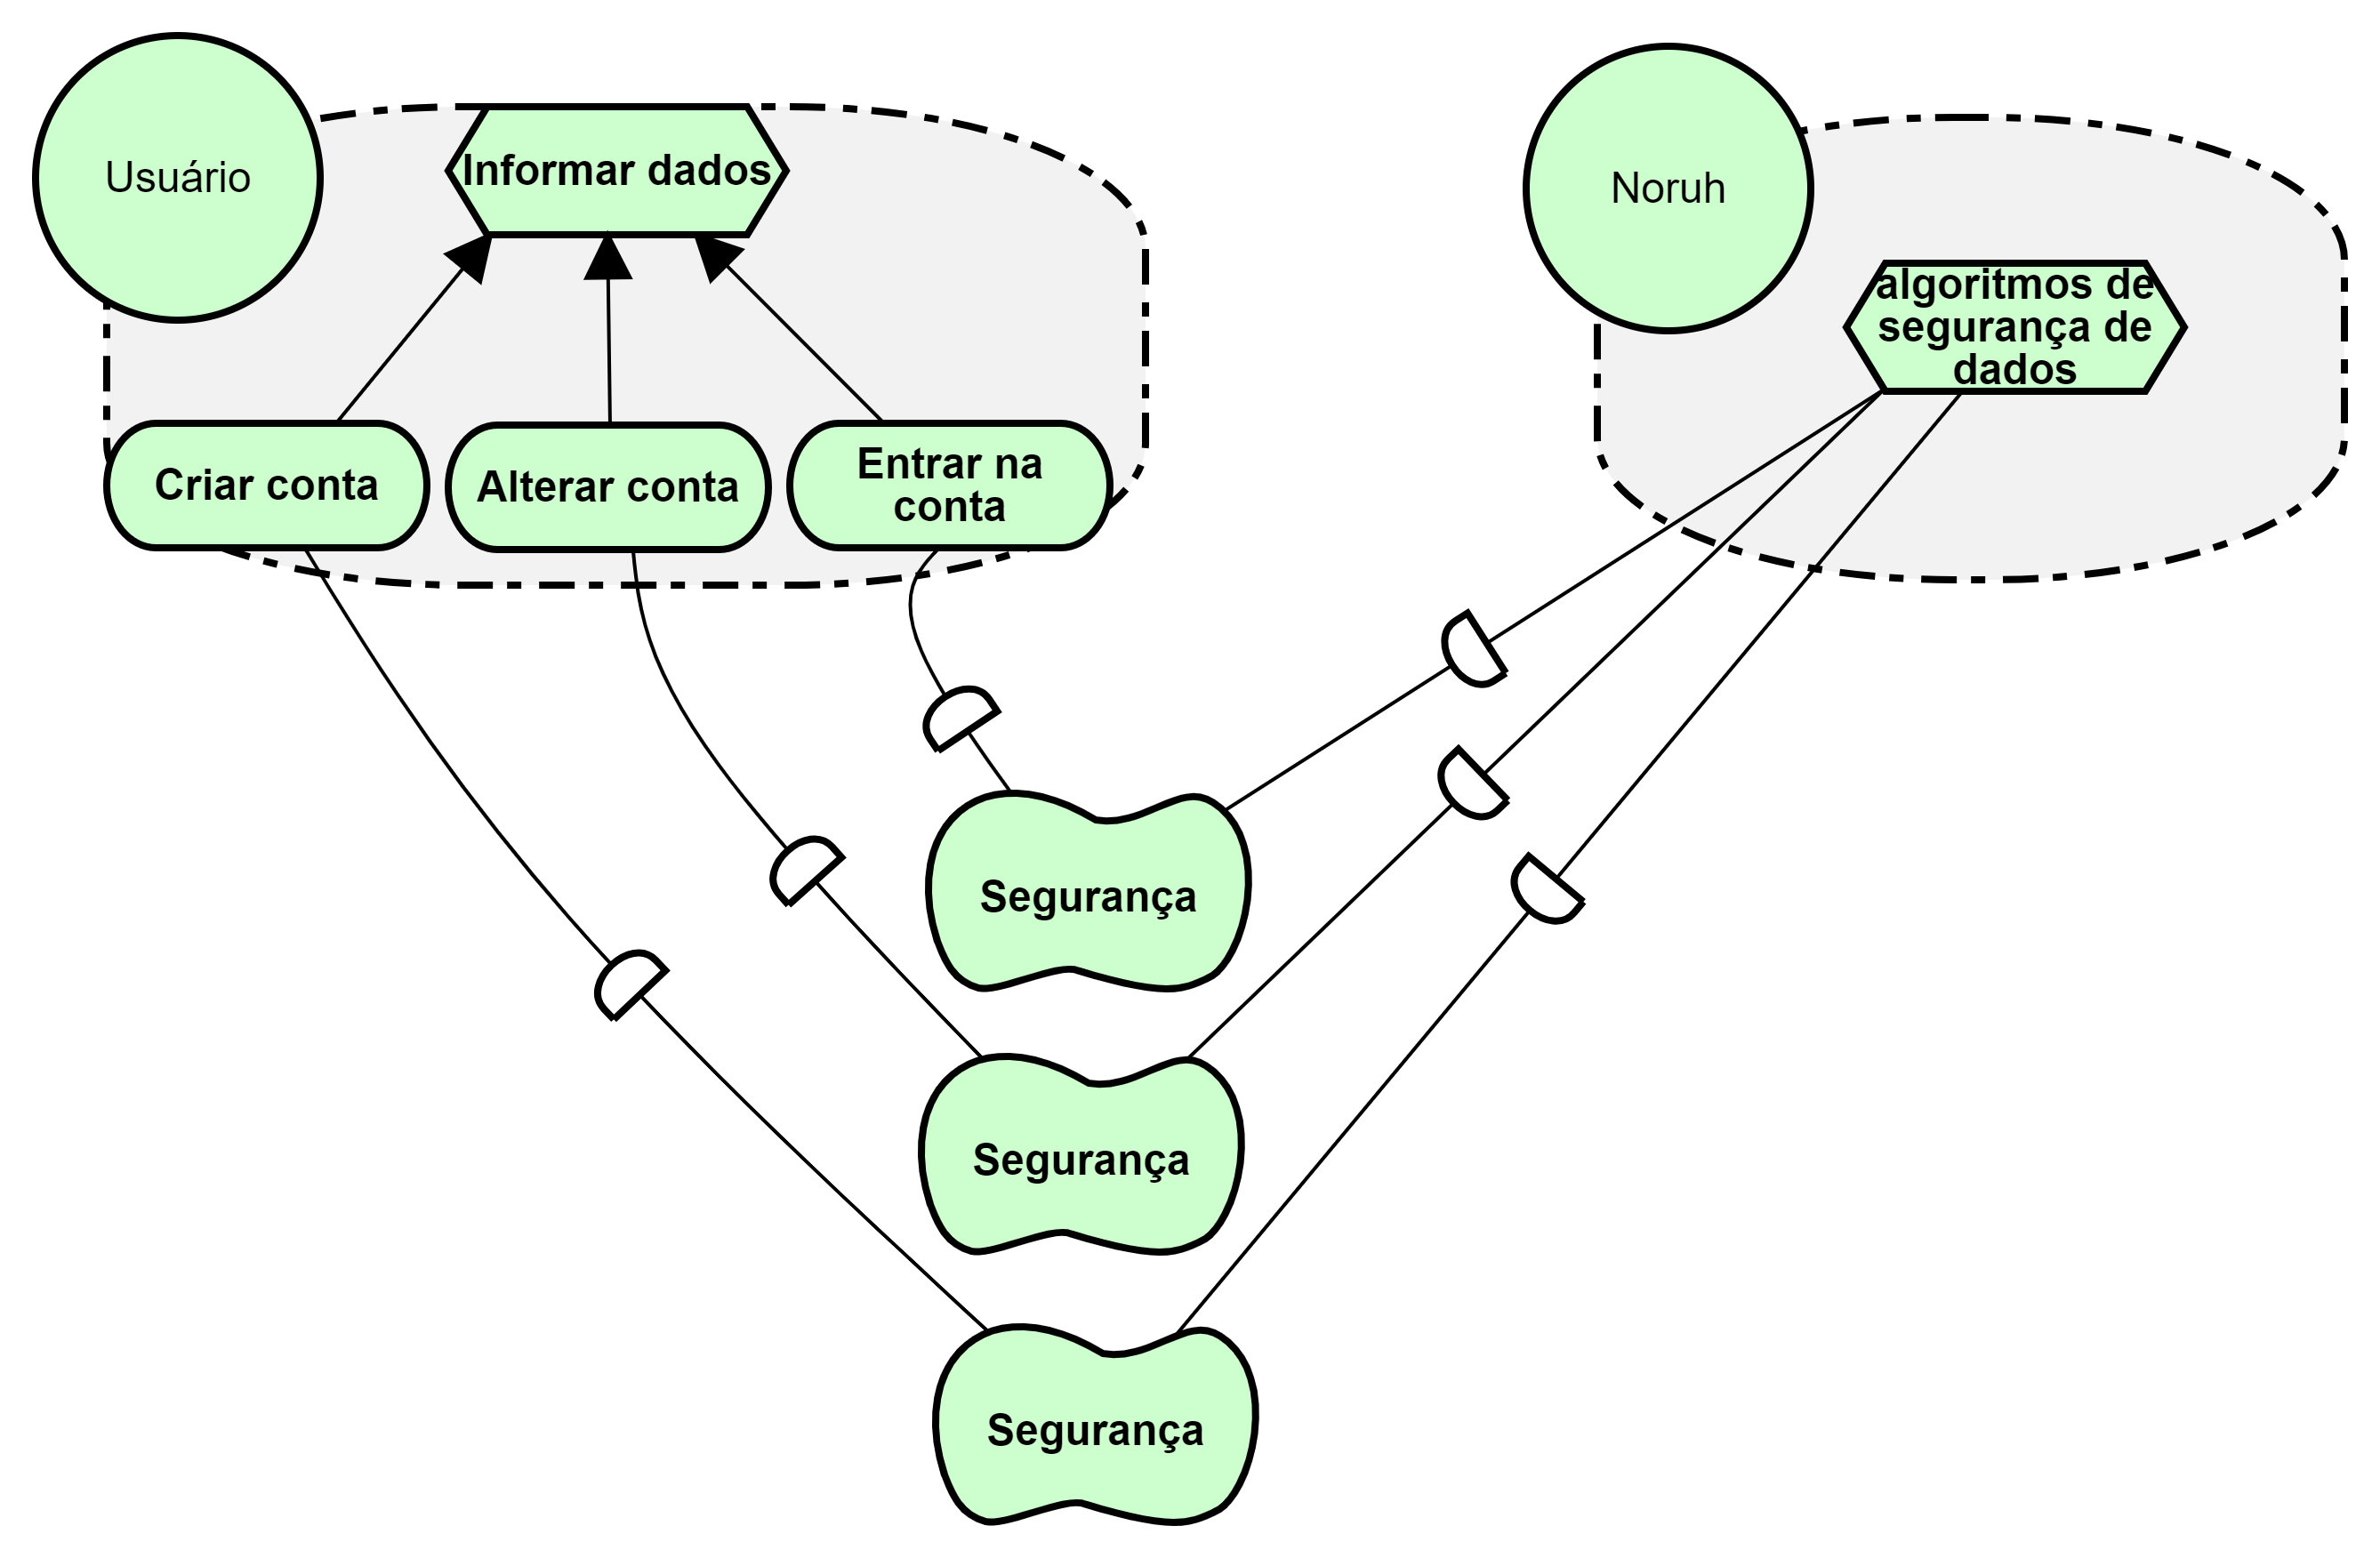 Usuário
Informar dados
Noruh
algoritmos de
segurança de
dados
Criar conta
Alterar conta
Entrar na
conta
Segurança
Segurança
Segurança